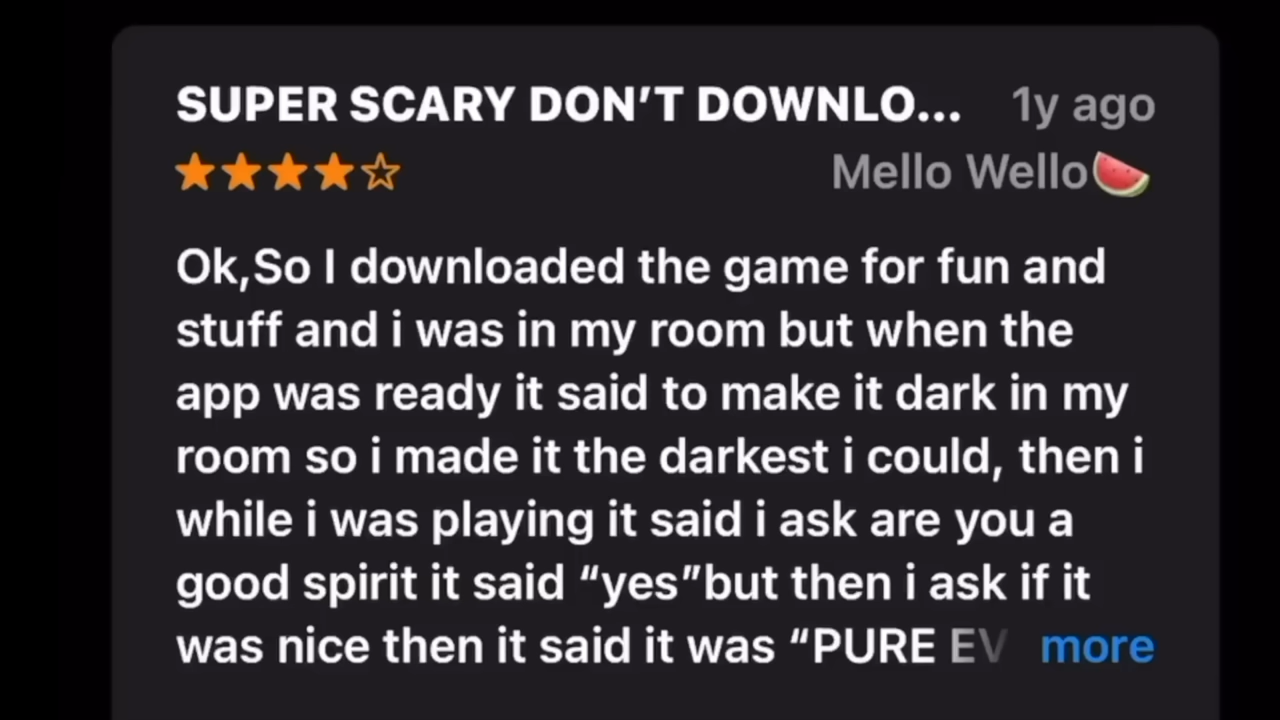 SUPER SCARY DON’T DOWNLO... 1y ago
★★★★☆ Mello Wello🍉
Ok,So I downloaded the game for fun and
stuff and i was in my room but when the
app was ready it said to make it dark in my
room so i made it the darkest i could, then i
while i was playing it said i ask are you a
good spirit it said “yes”but then i ask if it
was nice then it said it was “PURE EV more